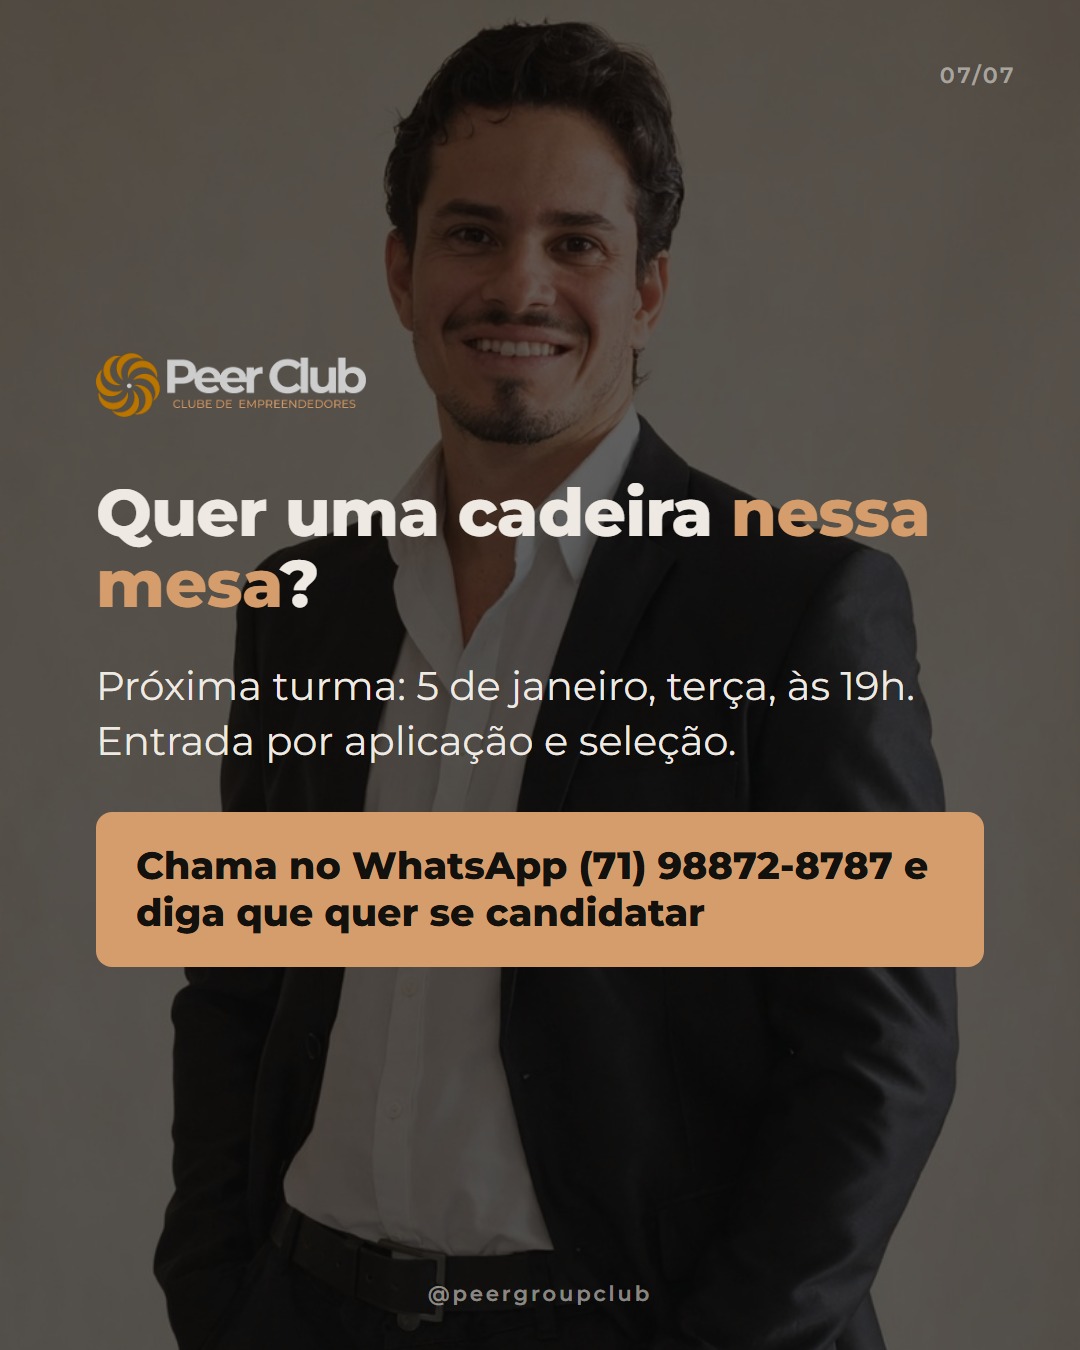 07/07
Peer Club
CLUBE DE EMPREENDEDORES
Quer uma cadeira nessa
mesa?
Próxima turma: 5 de janeiro, terça, às 19h.
Entrada por aplicação e seleção.
Chama no WhatsApp (71) 98872-8787 e
diga que quer se candidatar
@peergroupclub